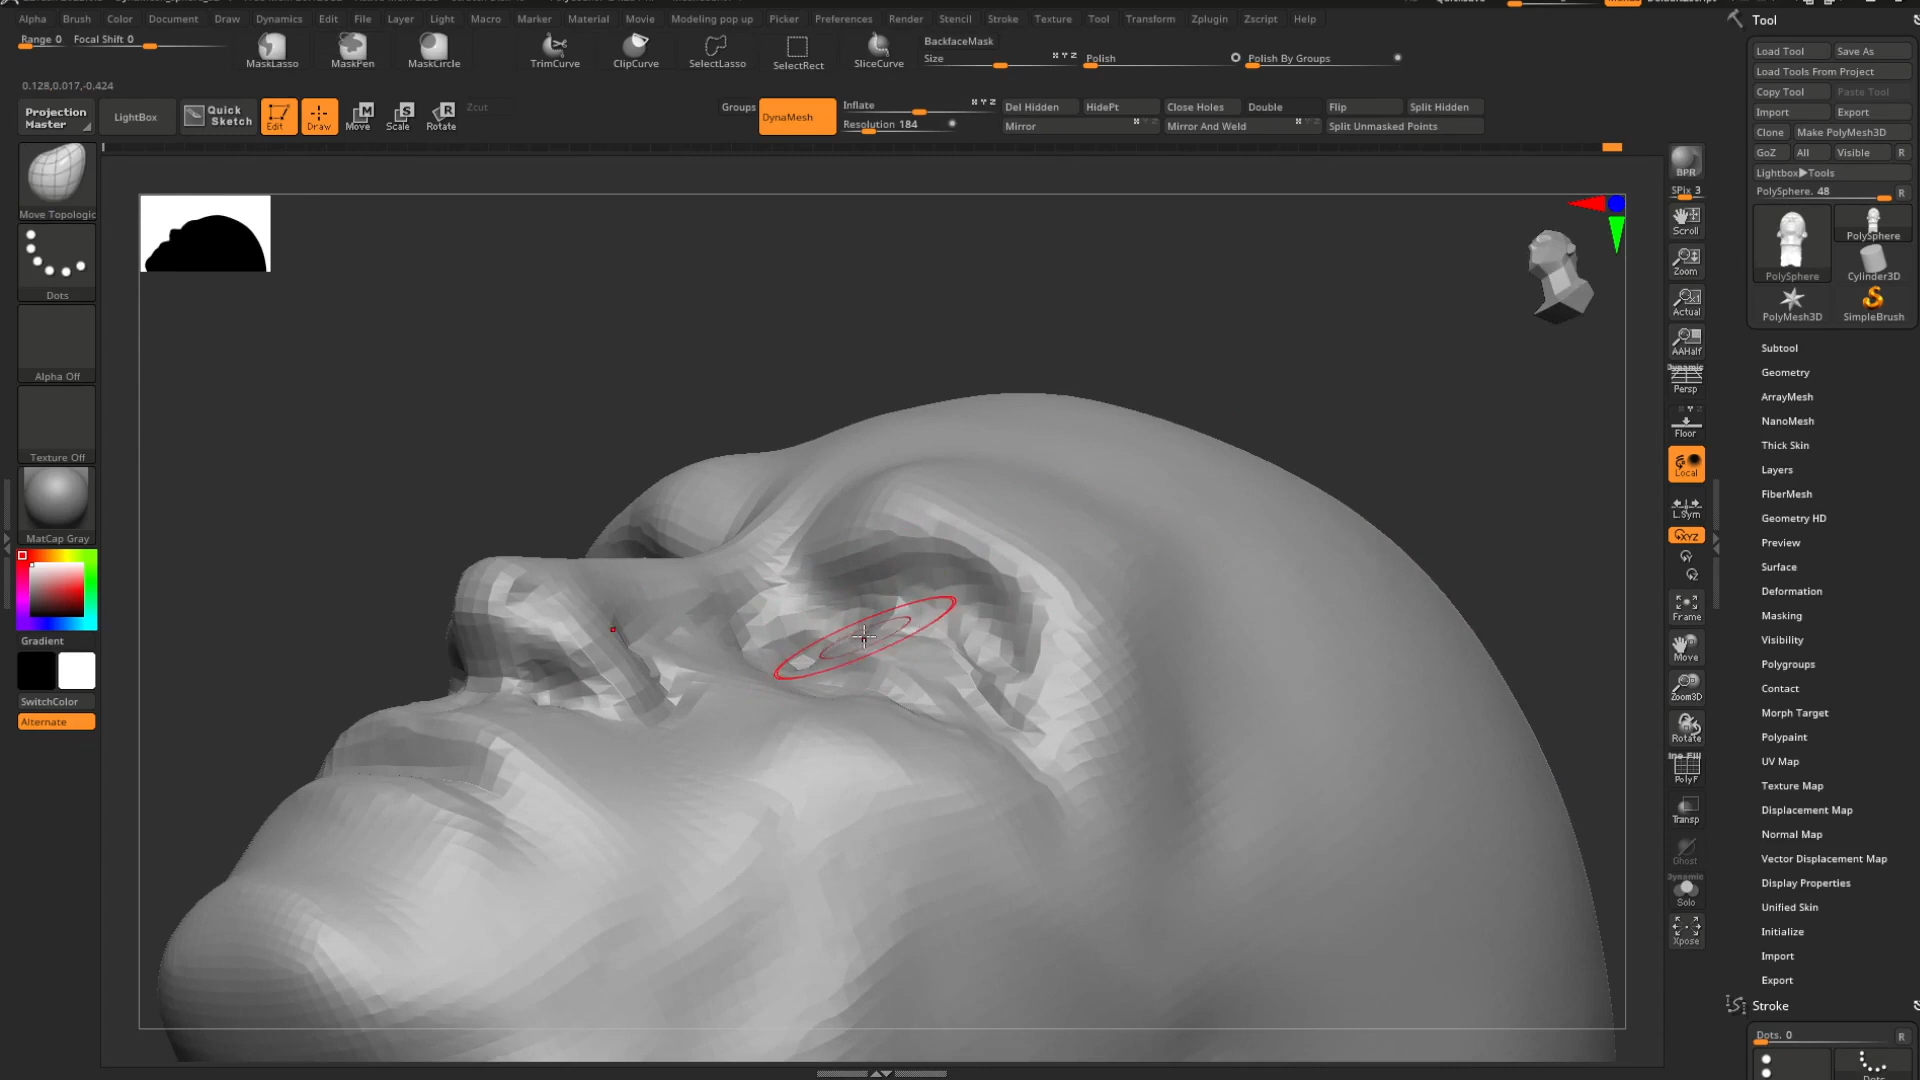 Alpha Brush Color Document Draw Dynamics Edit File Layer Light Macro Marker Material Movie Modeling pop up Picker Preferences Render Stencil Stroke Texture Tool Transform Zplugin Zscript Help
Range 0 Focal Shift 0
MaskLasso MaskPen MaskCircle TrimCurve ClipCurve SelectLasso SelectRect SliceCurve
BackfaceMask
Size X Y Z Polish Polish By Groups
0.128,0.017,-0.424
Projection Master LightBox Quick Sketch Edit Draw Move Scale Rotate Zcut
Groups DynaMesh Inflate X Y Z
Resolution 184
Del Hidden HidePt Close Holes Double Flip Split Hidden
Mirror Mirror And Weld Split Unmasked Points
Move Topologic
Dots
Alpha Off
Texture Off
MatCap Gray
Gradient
SwitchColor
Alternate
BPR
SPix 3
Scroll
Zoom
Actual
AAHalf
Dynamic
Persp
Floor
Local
L.Sym
XYZ
Y
Z
Frame
Move
Zoom3D
Rotate
Line Fill
PolyF
Transp
Ghost
Dynamic
Solo
Xpose
Tool
Load Tool Save As
Load Tools From Project
Copy Tool Paste Tool
Import Export
Clone Make PolyMesh3D
GoZ All Visible R
Lightbox▶Tools
PolySphere. 48 R
PolySphere PolySphere
Cylinder3D
PolyMesh3D SimpleBrush
Subtool
Geometry
ArrayMesh
NanoMesh
Thick Skin
Layers
FiberMesh
Geometry HD
Preview
Surface
Deformation
Masking
Visibility
Polygroups
Contact
Morph Target
Polypaint
UV Map
Texture Map
Displacement Map
Normal Map
Vector Displacement Map
Display Properties
Unified Skin
Initialize
Import
Export
Stroke
Dots. 0 R